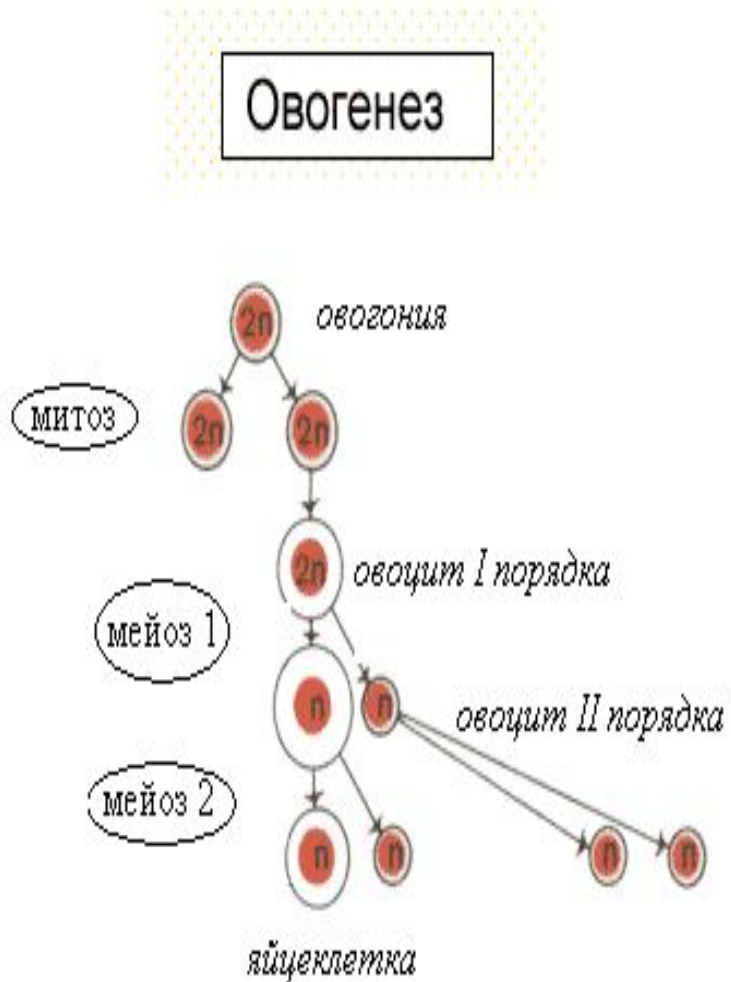 Овогенез
2n
овогония
митоз
2n
2n
2n
овоцит I порядка
мейоз 1
n
n
овоцит II порядка
мейоз 2
n
n
n
n
яйцеклетка